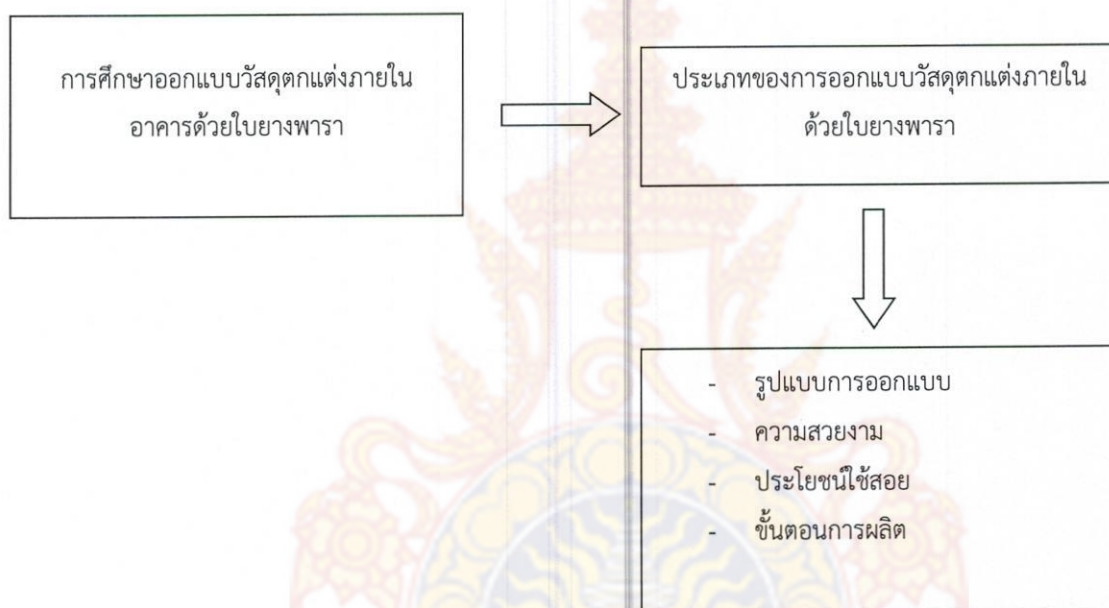 การศึกษาออกแบบวัสดุตกแต่งภายใน
อาคารด้วยใบยางพารา
ประเภทของการออกแบบวัสดุตกแต่งภายใน
ด้วยใบยางพารา
- รูปแบบการออกแบบ
- ความสวยงาม
- ประโยชน์ใช้สอย
- ขั้นตอนการผลิต